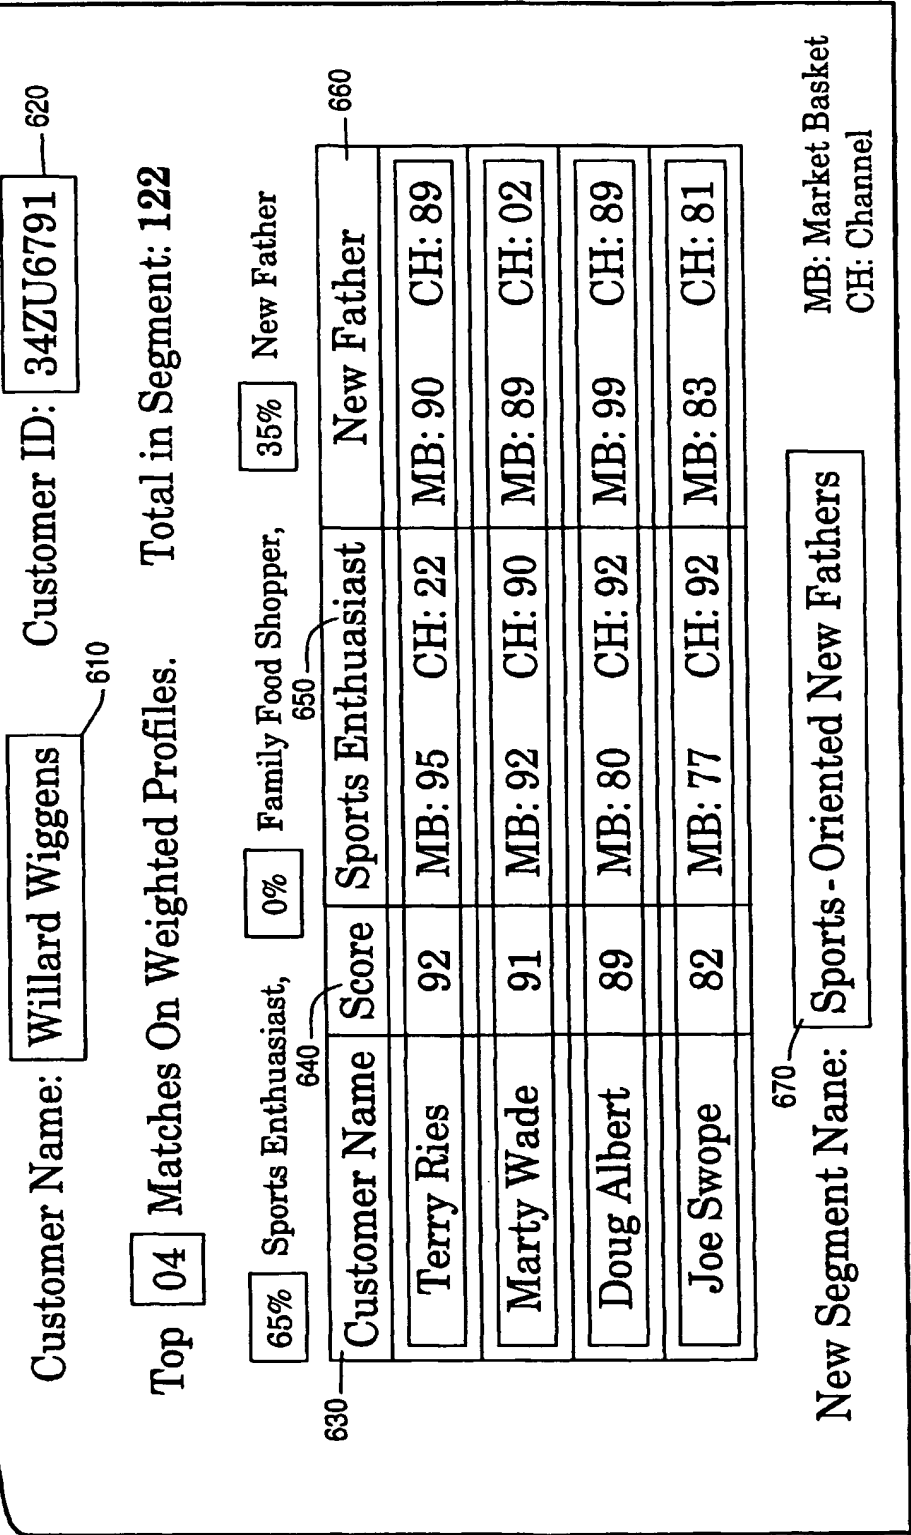 Customer Name: Willard Wiggens Customer ID: 34ZU6791 620
610
Top 04 Matches On Weighted Profiles. Total in Segment: 122
65% Sports Enthusiast, 0% Family Food Shopper, 35% New Father
640 650 660
630 Customer Name Score Sports Enthusiast New Father
Terry Ries 92 MB: 95 CH: 22 MB: 90 CH: 89
Marty Wade 91 MB: 92 CH: 90 MB: 89 CH: 02
Doug Albert 89 MB: 80 CH: 92 MB: 99 CH: 89
Joe Swope 82 MB: 77 CH: 92 MB: 83 CH: 81
670
New Segment Nane: Sports - Oriented New Fathers
MB: Market Basket
CH: Channel